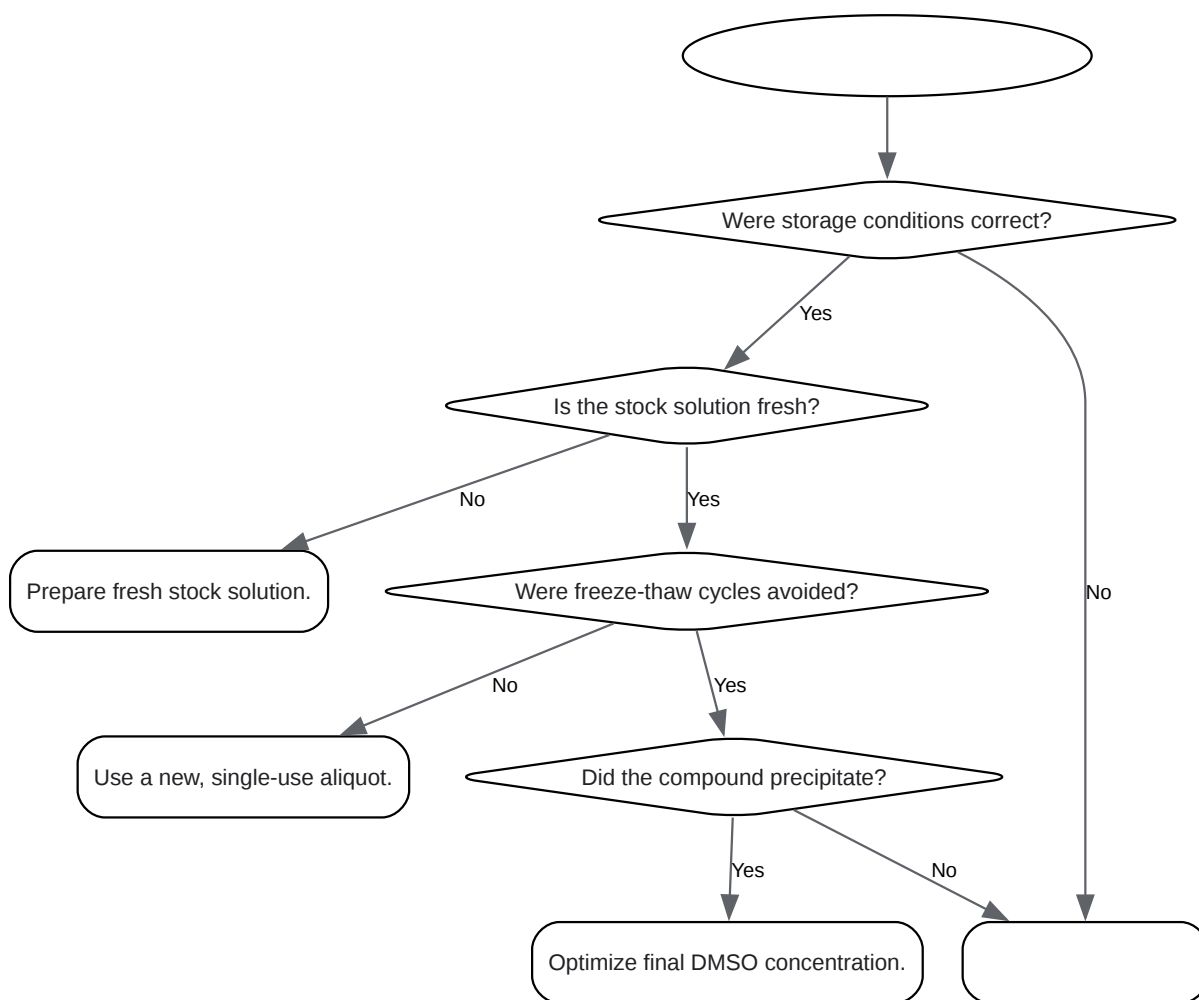 Were storage conditions correct?
Yes
Is the stock solution fresh?
No
Yes
Prepare fresh stock solution.
Were freeze-thaw cycles avoided?
No
No
Yes
Use a new, single-use aliquot.
Did the compound precipitate?
Yes
No
Optimize final DMSO concentration.